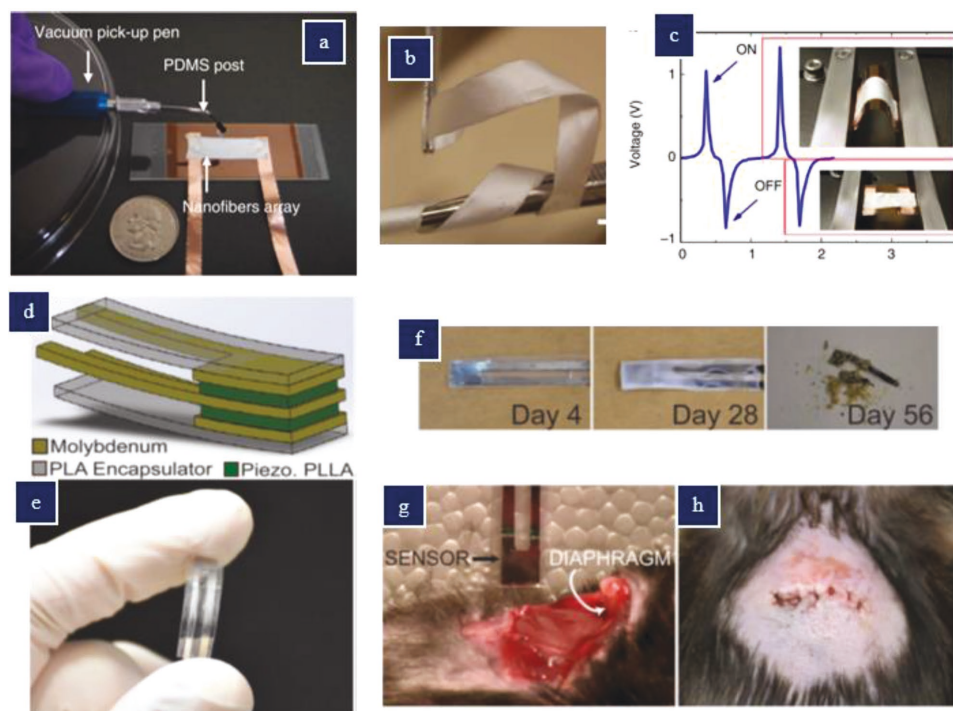 a
Vacuum pick-up pen
PDMS post
Nanofibers array
b
c
ON
OFF
Voltage (V)
1
0
−1
0 1 2 3
d
Molybdenum
PLA Encapsulator Piezo. PLLA
e
f
Day 4 Day 28 Day 56
g
SENSOR
DIAPHRAGM
h